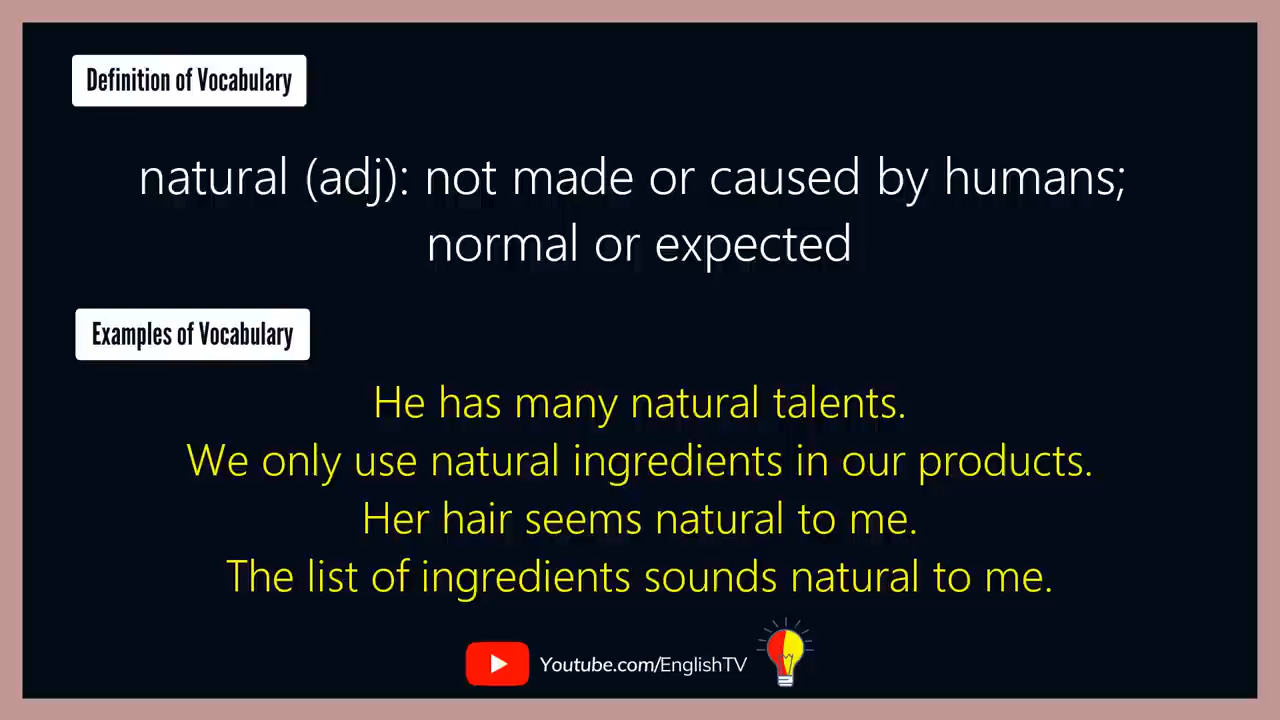 Definition of Vocabulary
natural (adj): not made or caused by humans;
normal or expected
Examples of Vocabulary
He has many natural talents.
We only use natural ingredients in our products.
Her hair seems natural to me.
The list of ingredients sounds natural to me.
Youtube.com/EnglishTV